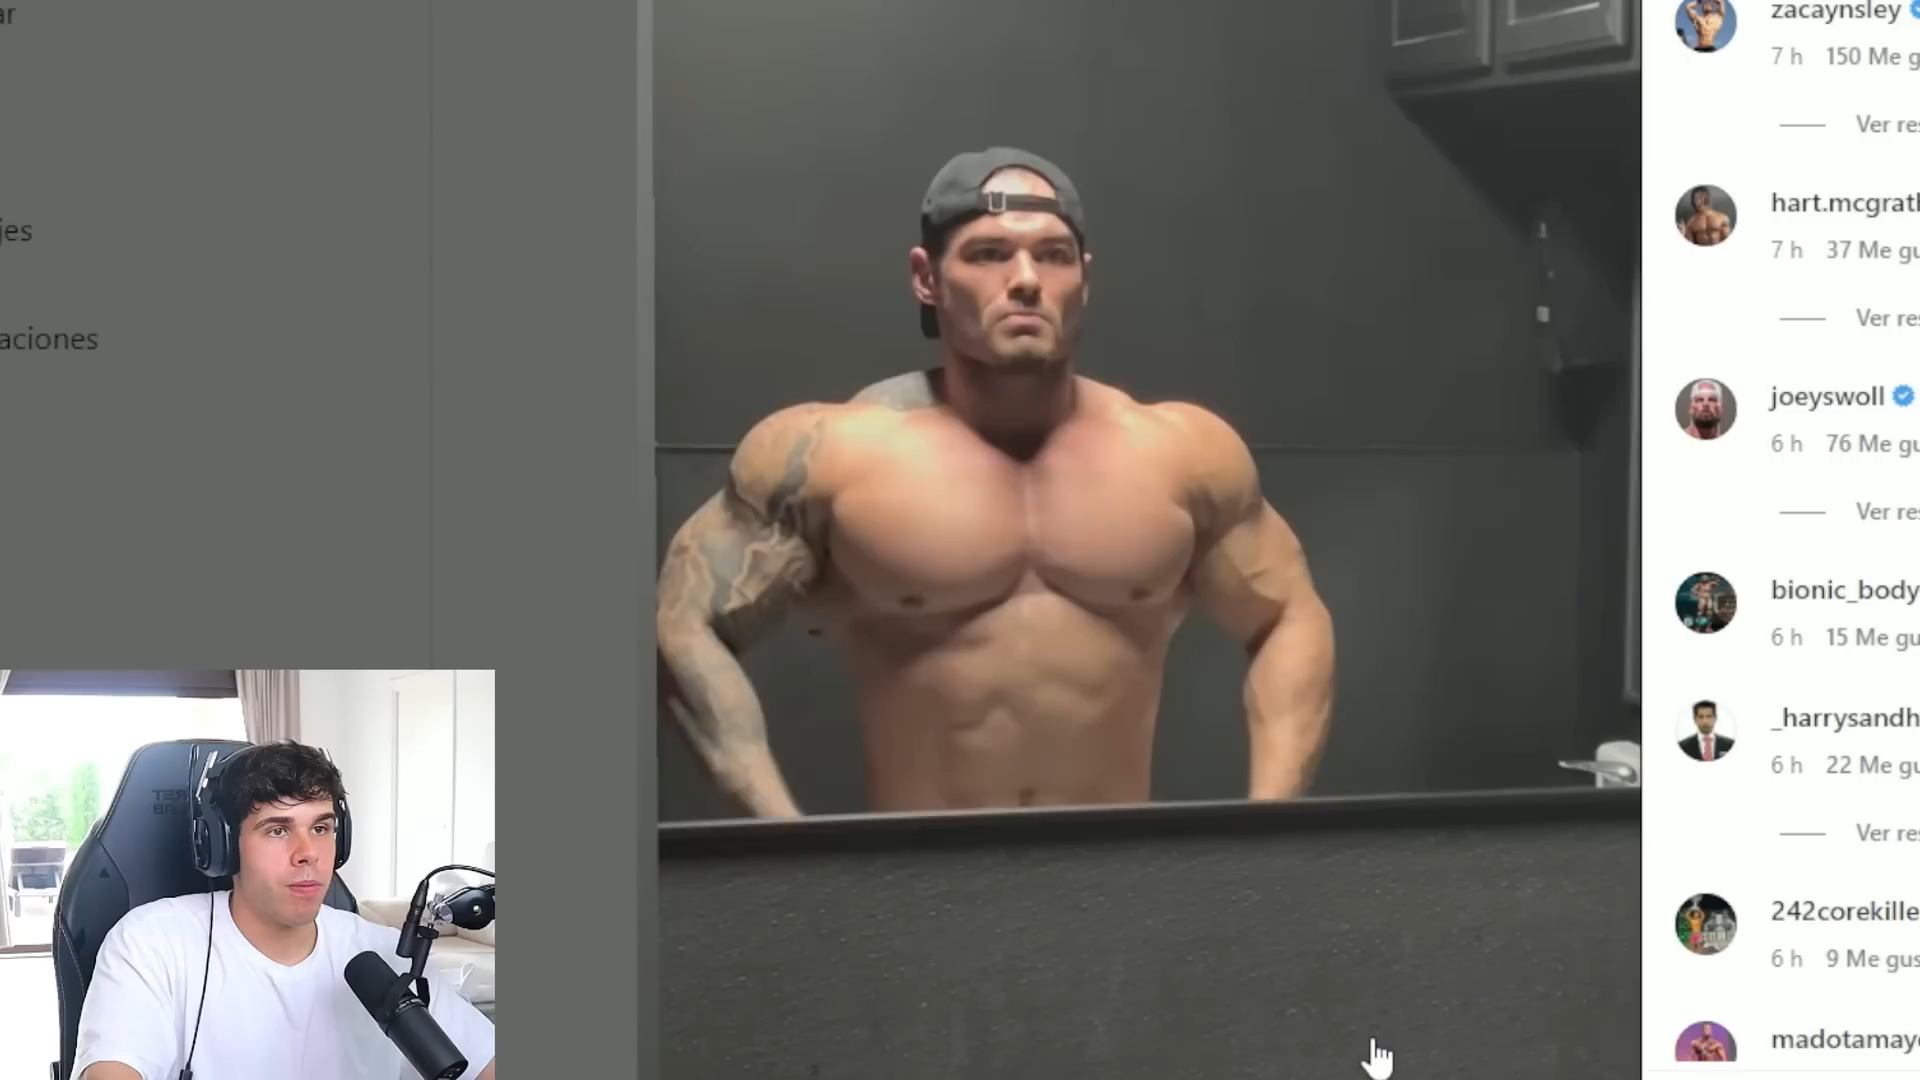 ar
jes
aciones
zacaynsley
7 h 150 Me g
Ver re
hart.mcgrath
7 h 37 Me gu
Ver re
joeyswoll
6 h 76 Me gu
Ver re
bionic_body
6 h 15 Me gu
_harrysandh
6 h 22 Me gu
Ver re
242corekille
6 h 9 Me gus
madotamay